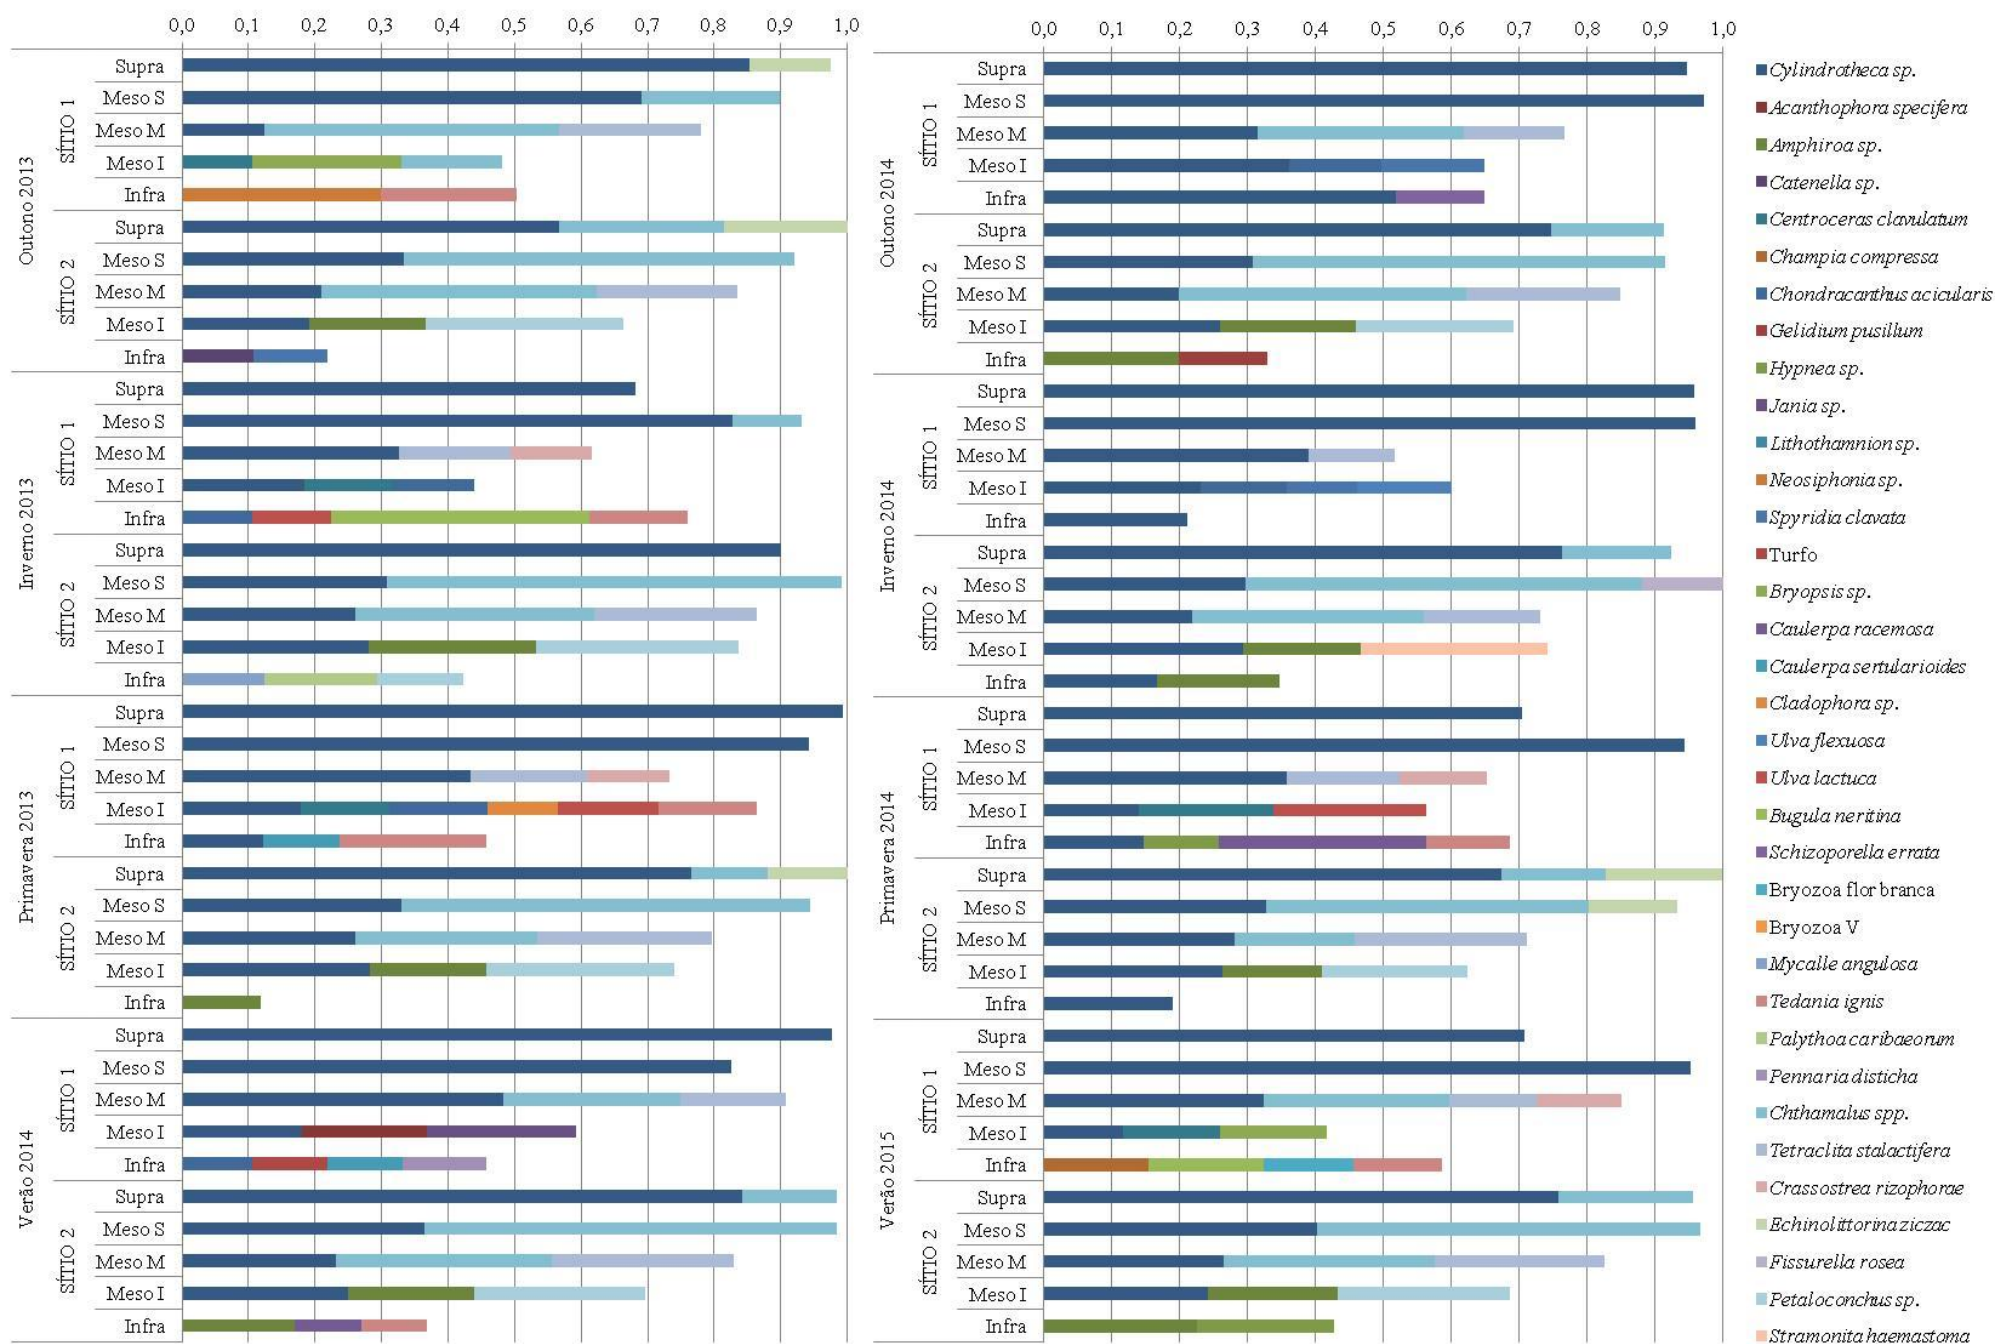 0,0 0,1 0,2 0,3 0,4 0,5 0,6 0,7 0,8 0,9 1,0
Outono 2013
SÍTIO 1
Supra
Meso S
Meso M
Meso I
Infra
SÍTIO 2
Supra
Meso S
Meso M
Meso I
Infra
Inverno 2013
SÍTIO 1
Supra
Meso S
Meso M
Meso I
Infra
SÍTIO 2
Supra
Meso S
Meso M
Meso I
Infra
Primavera 2013
SÍTIO 1
Supra
Meso S
Meso M
Meso I
Infra
SÍTIO 2
Supra
Meso S
Meso M
Meso I
Infra
Verão 2014
SÍTIO 1
Supra
Meso S
Meso M
Meso I
Infra
SÍTIO 2
Supra
Meso S
Meso M
Meso I
Infra
0,0 0,1 0,2 0,3 0,4 0,5 0,6 0,7 0,8 0,9 1,0
Outono 2014
SÍTIO 1
Supra
Meso S
Meso M
Meso I
Infra
SÍTIO 2
Supra
Meso S
Meso M
Meso I
Infra
Inverno 2014
SÍTIO 1
Supra
Meso S
Meso M
Meso I
Infra
SÍTIO 2
Supra
Meso S
Meso M
Meso I
Infra
Primavera 2014
SÍTIO 1
Supra
Meso S
Meso M
Meso I
Infra
SÍTIO 2
Supra
Meso S
Meso M
Meso I
Infra
Verão 2015
SÍTIO 1
Supra
Meso S
Meso M
Meso I
Infra
SÍTIO 2
Supra
Meso S
Meso M
Meso I
Infra
Cylindrotheca sp.
Acanthophora specifera
Amphiroa sp.
Catenella sp.
Centroceras clavulatum
Champia compressa
Chondracanthus acicularis
Gelidium pusillum
Hypnea sp.
Jania sp.
Lithothamnion sp.
Neosiphonia sp.
Spyridia clavata
Turfo
Bryopsis sp.
Caulerpa racemosa
Caulerpa sertularioides
Cladophora sp.
Ulva flexuosa
Ulva lactuca
Bugula neritina
Schizoporella errata
Bryozoa flor branca
Bryozoa V
Mycalle angulosa
Tedania ignis
Palythoa caribaeorum
Pennaria disticha
Chthamalus spp.
Tetraclita stalactifera
Crassostrea rizophorae
Echinolittorina ziczac
Fissurella rosea
Petaloconchus sp.
Stramonita haemastoma